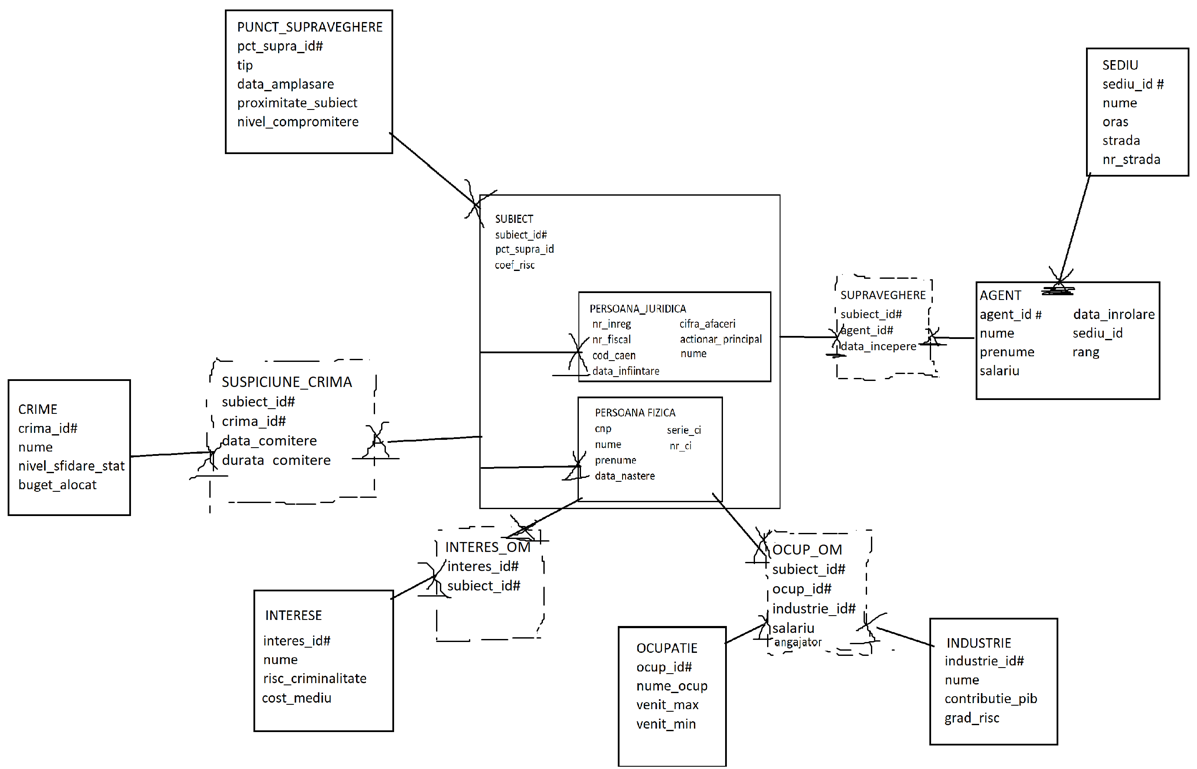 PUNCT_SUPRAVEGHERE
pct_supra_id#
tip
data_amplasare
proximitate_subiect
nivel_compromitere
SEDIU
sediu_id #
nume
oras
strada
nr_strada
SUBIECT
subiect_id#
pct_supra_id
coef_risc
PERSOANA_JURIDICA
nr_inreg cifra_afaceri
nr_fiscal actionar_principal
cod_caen nume
data_infiintare
SUPRAVEGHERE
subiect_id#
agent_id#
data_incepere
AGENT
agent_id # data_inrolare
nume sediu_id
prenume rang
salariu
SUSPICIUNE_CRIMA
subiect_id#
crima_id#
data_comitere
durata comitere
CRIME
crima_id#
nume
nivel_sfidare_stat
buget_alocat
PERSOANA FIZICA
cnp serie_ci
nume nr_ci
prenume
data_nastere
INTERES_OM
interes_id#
subiect_id#
OCUP_OM
subiect_id#
ocup_id#
industrie_id#
salariu
angajator
INTERESE
interes_id#
nume
risc_criminalitate
cost_mediu
OCUPATIE
ocup_id#
nume_ocup
venit_max
venit_min
INDUSTRIE
industrie_id#
nume
contributie_pib
grad_risc